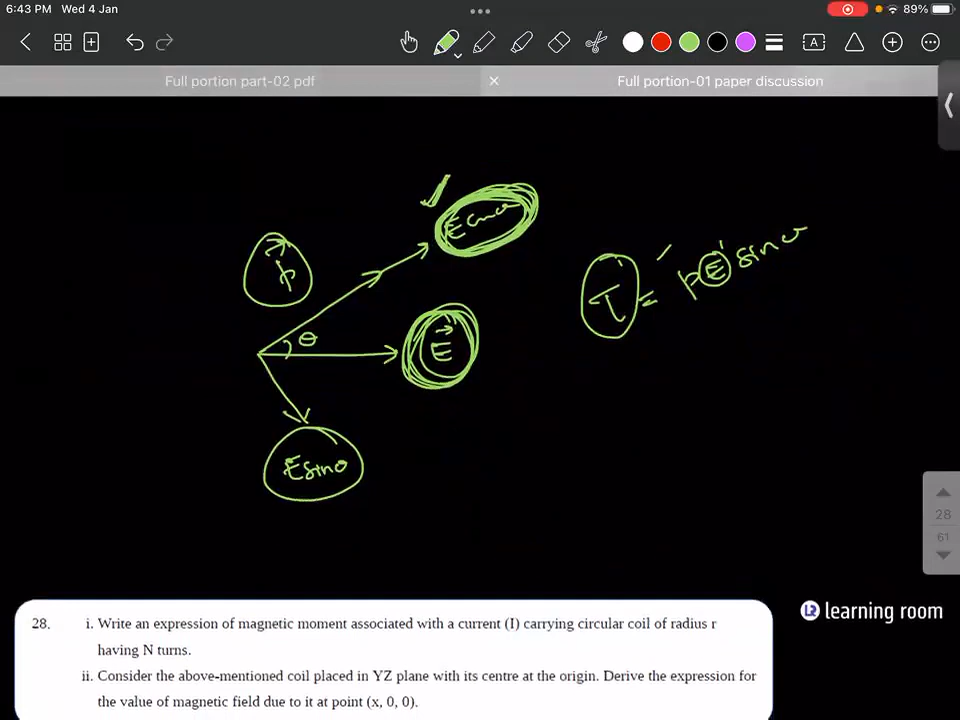 6:43 PM Wed 4 Jan
89%
A
Full portion part-02 pdf
Full portion-01 paper discussion
E cos θ
p
τ = pE sin θ
θ
E
E sin θ
28
61
learning room
28. i. Write an expression of magnetic moment associated with a current (I) carrying circular coil of radius r
having N turns.
ii. Consider the above-mentioned coil placed in YZ plane with its centre at the origin. Derive the expression for
the value of magnetic field due to it at point (x, 0, 0).